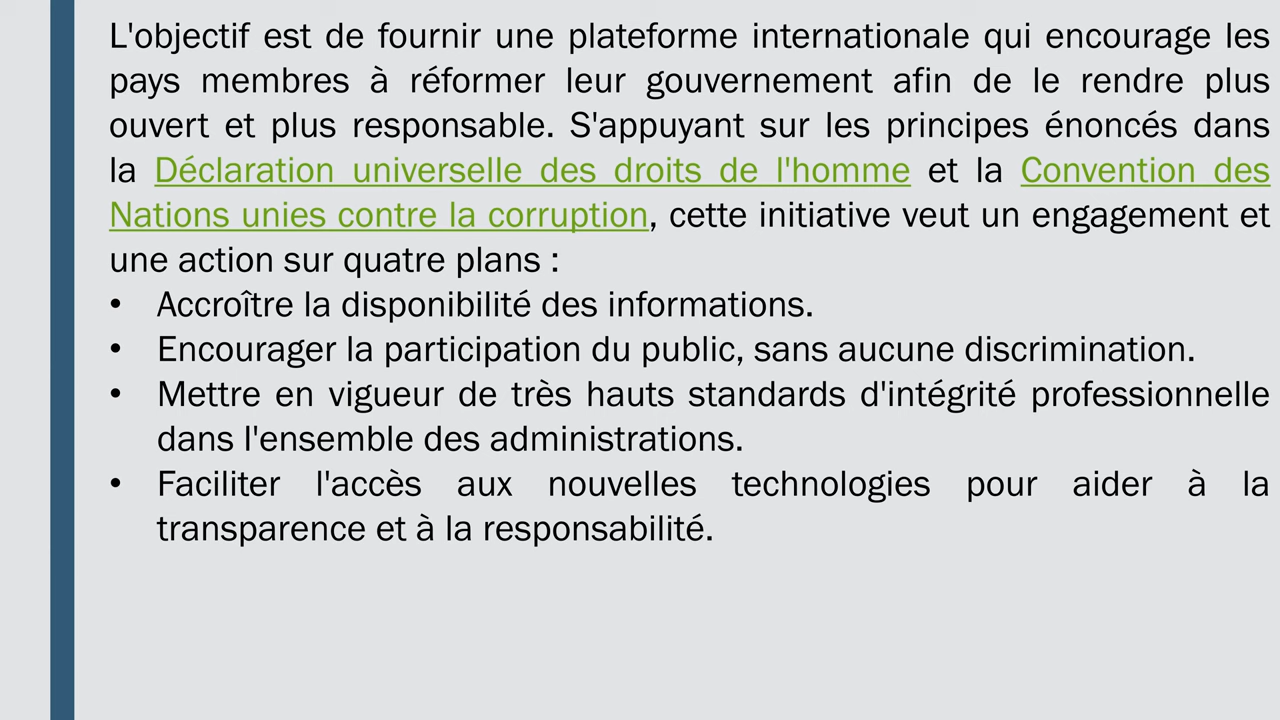 L'objectif est de fournir une plateforme internationale qui encourage les
pays membres à réformer leur gouvernement afin de le rendre plus
ouvert et plus responsable. S'appuyant sur les principes énoncés dans
la Déclaration universelle des droits de l'homme et la Convention des
Nations unies contre la corruption, cette initiative veut un engagement et
une action sur quatre plans :
• Accroître la disponibilité des informations.
• Encourager la participation du public, sans aucune discrimination.
• Mettre en vigueur de très hauts standards d'intégrité professionnelle
dans l'ensemble des administrations.
• Faciliter l'accès aux nouvelles technologies pour aider à la
transparence et à la responsabilité.